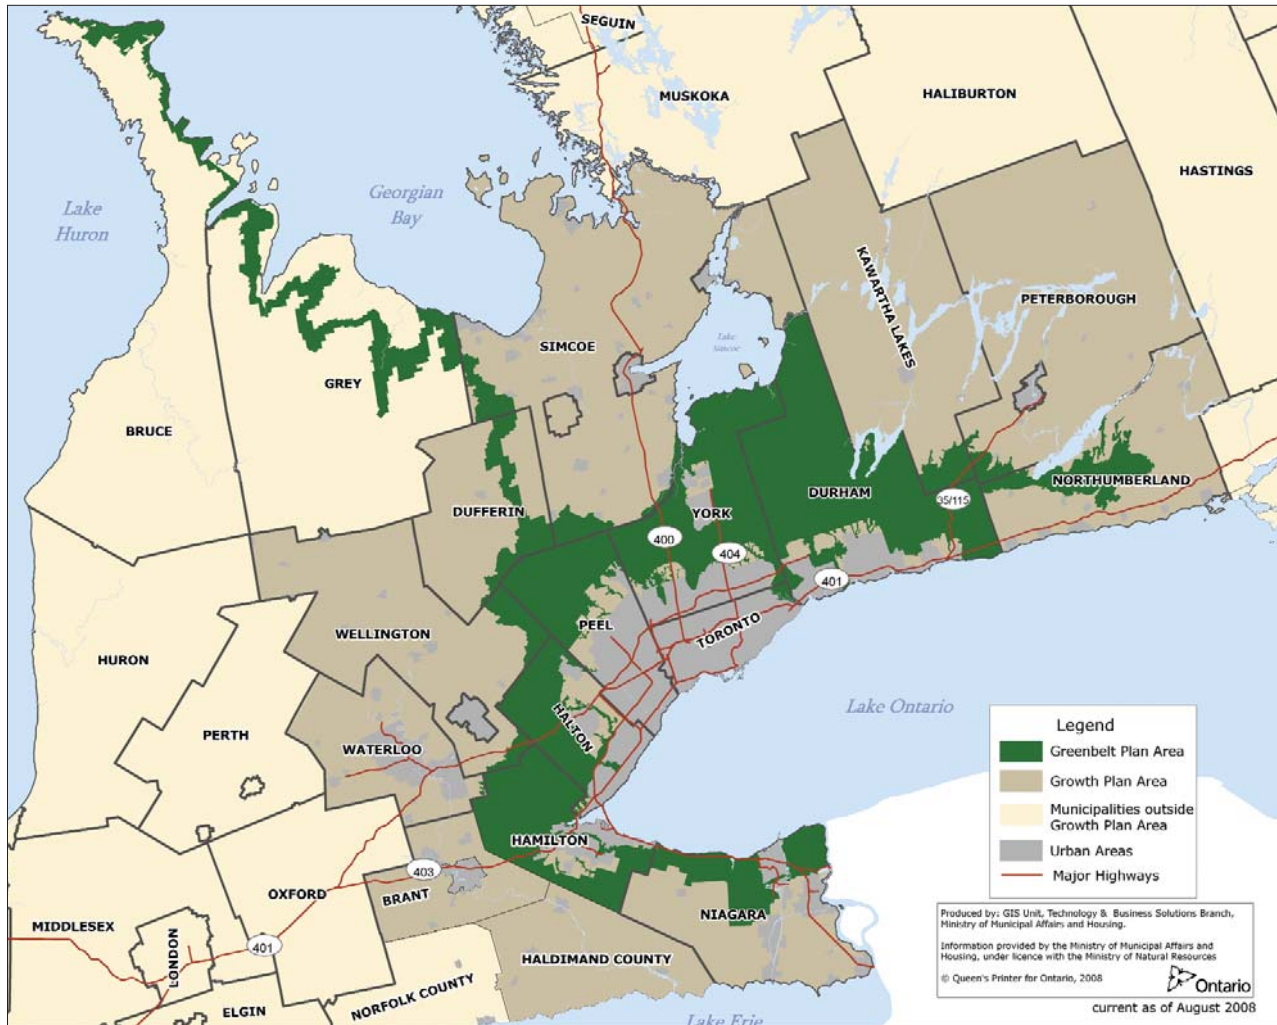 SEGUIN
MUSKOKA
HALIBURTON
HASTINGS
Lake
Huron
Georgian
Bay
KAWARTHA LAKES
PETERBOROUGH
SIMCOE
Lake
Simcoe
GREY
BRUCE
DUFFERIN
DURHAM
NORTHUMBERLAND
35/115
YORK
400
404
401
PEEL
TORONTO
WELLINGTON
HURON
HALTON
Lake Ontario
PERTH
WATERLOO
HAMILTON
403
BRANT
OXFORD
NIAGARA
MIDDLESEX
LONDON
401
HALDIMAND COUNTY
NORFOLK COUNTY
ELGIN
Lake Erie
Legend
Greenbelt Plan Area
Growth Plan Area
Municipalities outside
Growth Plan Area
Urban Areas
Major Highways
Produced by: GIS Unit, Technology & Business Solutions Branch,
Ministry of Municipal Affairs and Housing.
Information provided by the Ministry of Municipal Affairs and
Housing, under licence with the Ministry of Natural Resources
© Queen's Printer for Ontario, 2008
Ontario
current as of August 2008